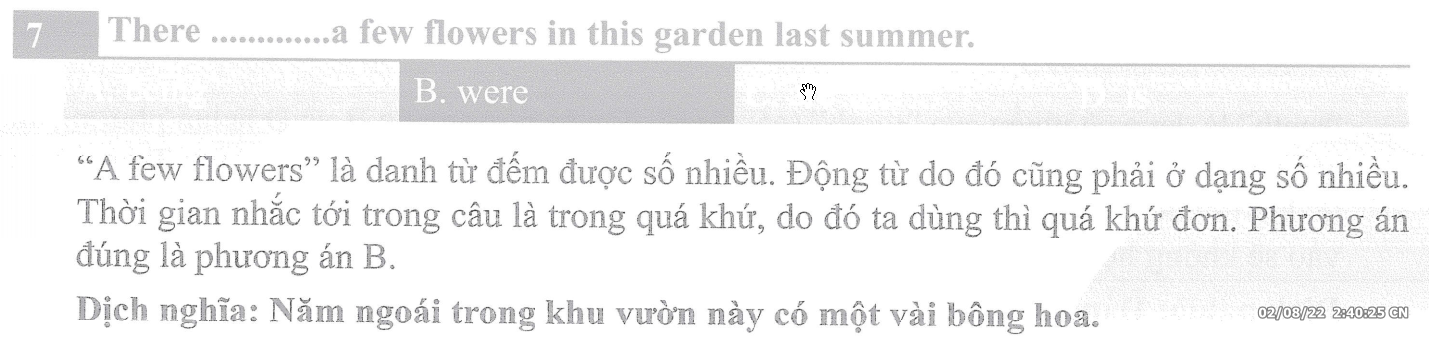 7 There .............a few flowers in this garden last summer.
B. were D. is
“A few flowers” là danh từ đếm được số nhiều. Động từ do đó cũng phải ở dạng số nhiều.
Thời gian nhắc tới trong câu là trong quá khứ, do đó ta dùng thì quá khứ đơn. Phương án
đúng là phương án B.
Dịch nghĩa: Năm ngoái trong khu vườn này có một vài bông hoa.
02/08/22 2:40:25 CN